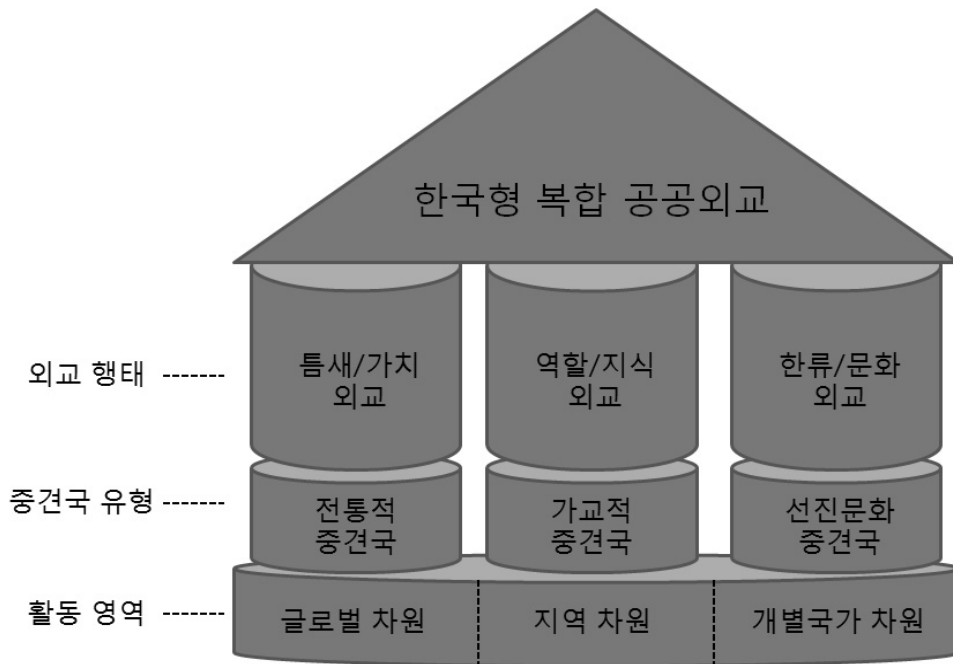 한국형 복합 공공외교
외교 행태 -------
틈새/가치
외교
역할/지식
외교
한류/문화
외교
중견국 유형 -------
전통적
중견국
가교적
중견국
선진문화
중견국
활동 영역 -------
글로벌 차원
지역 차원
개별국가 차원